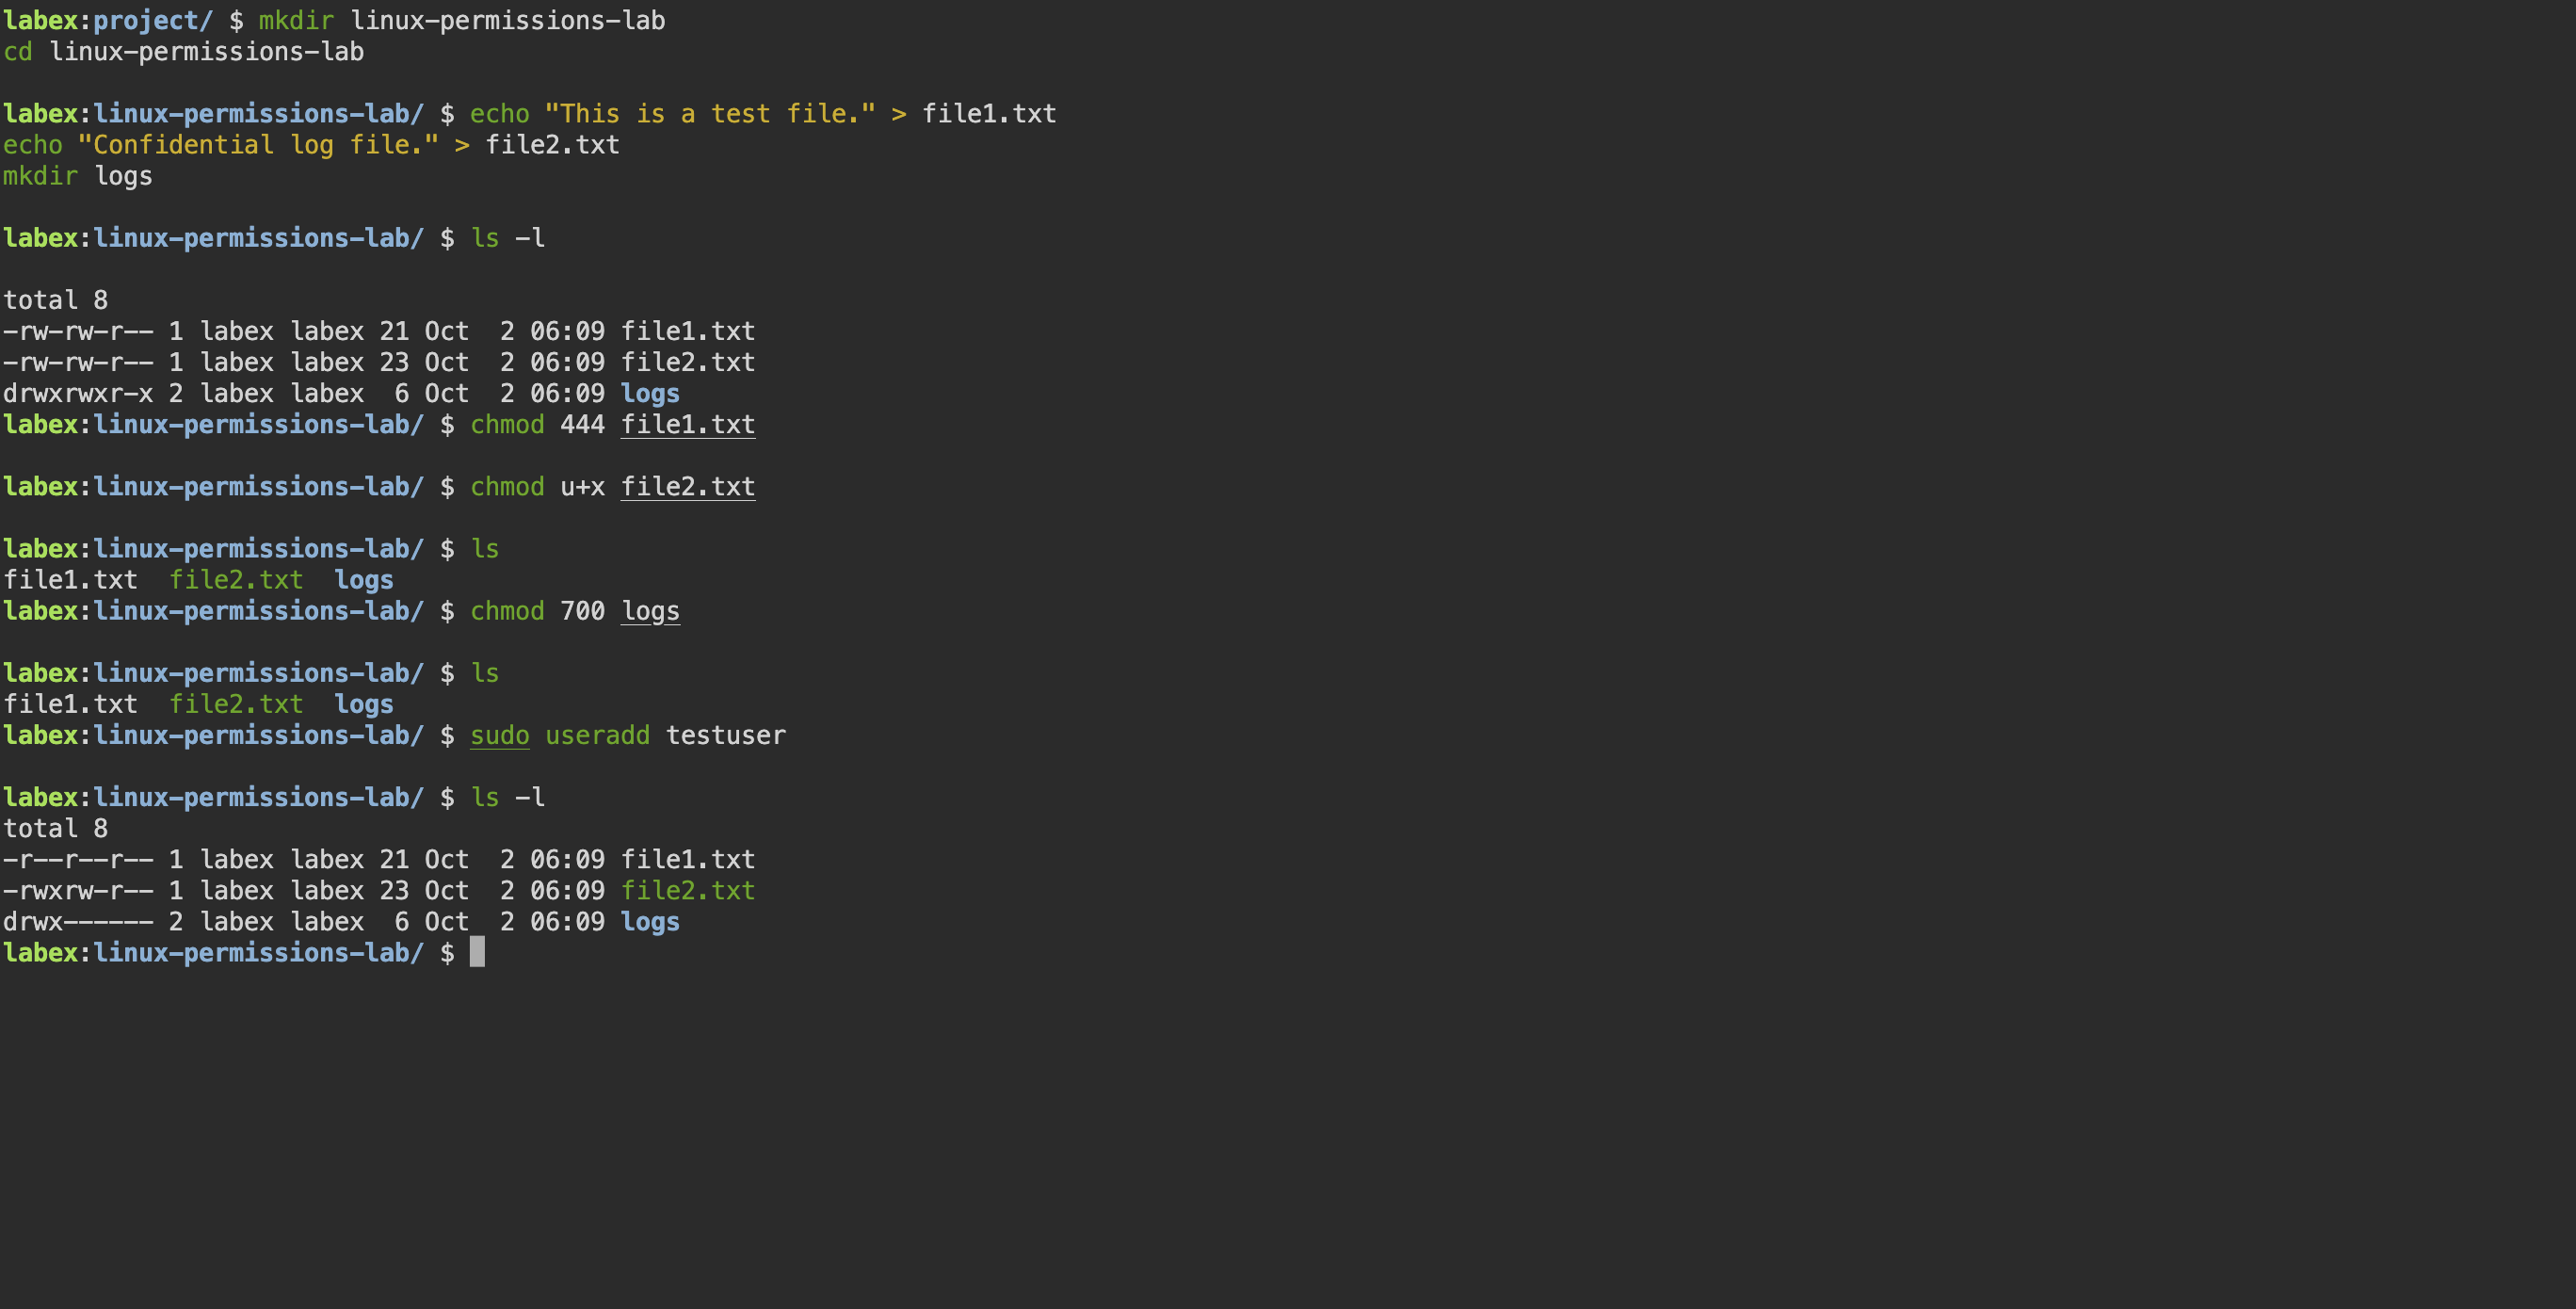 labex:project/ $ mkdir linux-permissions-lab
cd linux-permissions-lab
labex:linux-permissions-lab/ $ echo "This is a test file." > file1.txt
echo "Confidential log file." > file2.txt
mkdir logs
labex:linux-permissions-lab/ $ ls -l
total 8
-rw-rw-r-- 1 labex labex 21 Oct  2 06:09 file1.txt
-rw-rw-r-- 1 labex labex 23 Oct  2 06:09 file2.txt
drwxrwxr-x 2 labex labex  6 Oct  2 06:09 logs
labex:linux-permissions-lab/ $ chmod 444 file1.txt
labex:linux-permissions-lab/ $ chmod u+x file2.txt
labex:linux-permissions-lab/ $ ls
file1.txt  file2.txt  logs
labex:linux-permissions-lab/ $ chmod 700 logs
labex:linux-permissions-lab/ $ ls
file1.txt  file2.txt  logs
labex:linux-permissions-lab/ $ sudo useradd testuser
labex:linux-permissions-lab/ $ ls -l
total 8
-r--r--r-- 1 labex labex 21 Oct  2 06:09 file1.txt
-rwxrw-r-- 1 labex labex 23 Oct  2 06:09 file2.txt
drwx------ 2 labex labex  6 Oct  2 06:09 logs
labex:linux-permissions-lab/ $